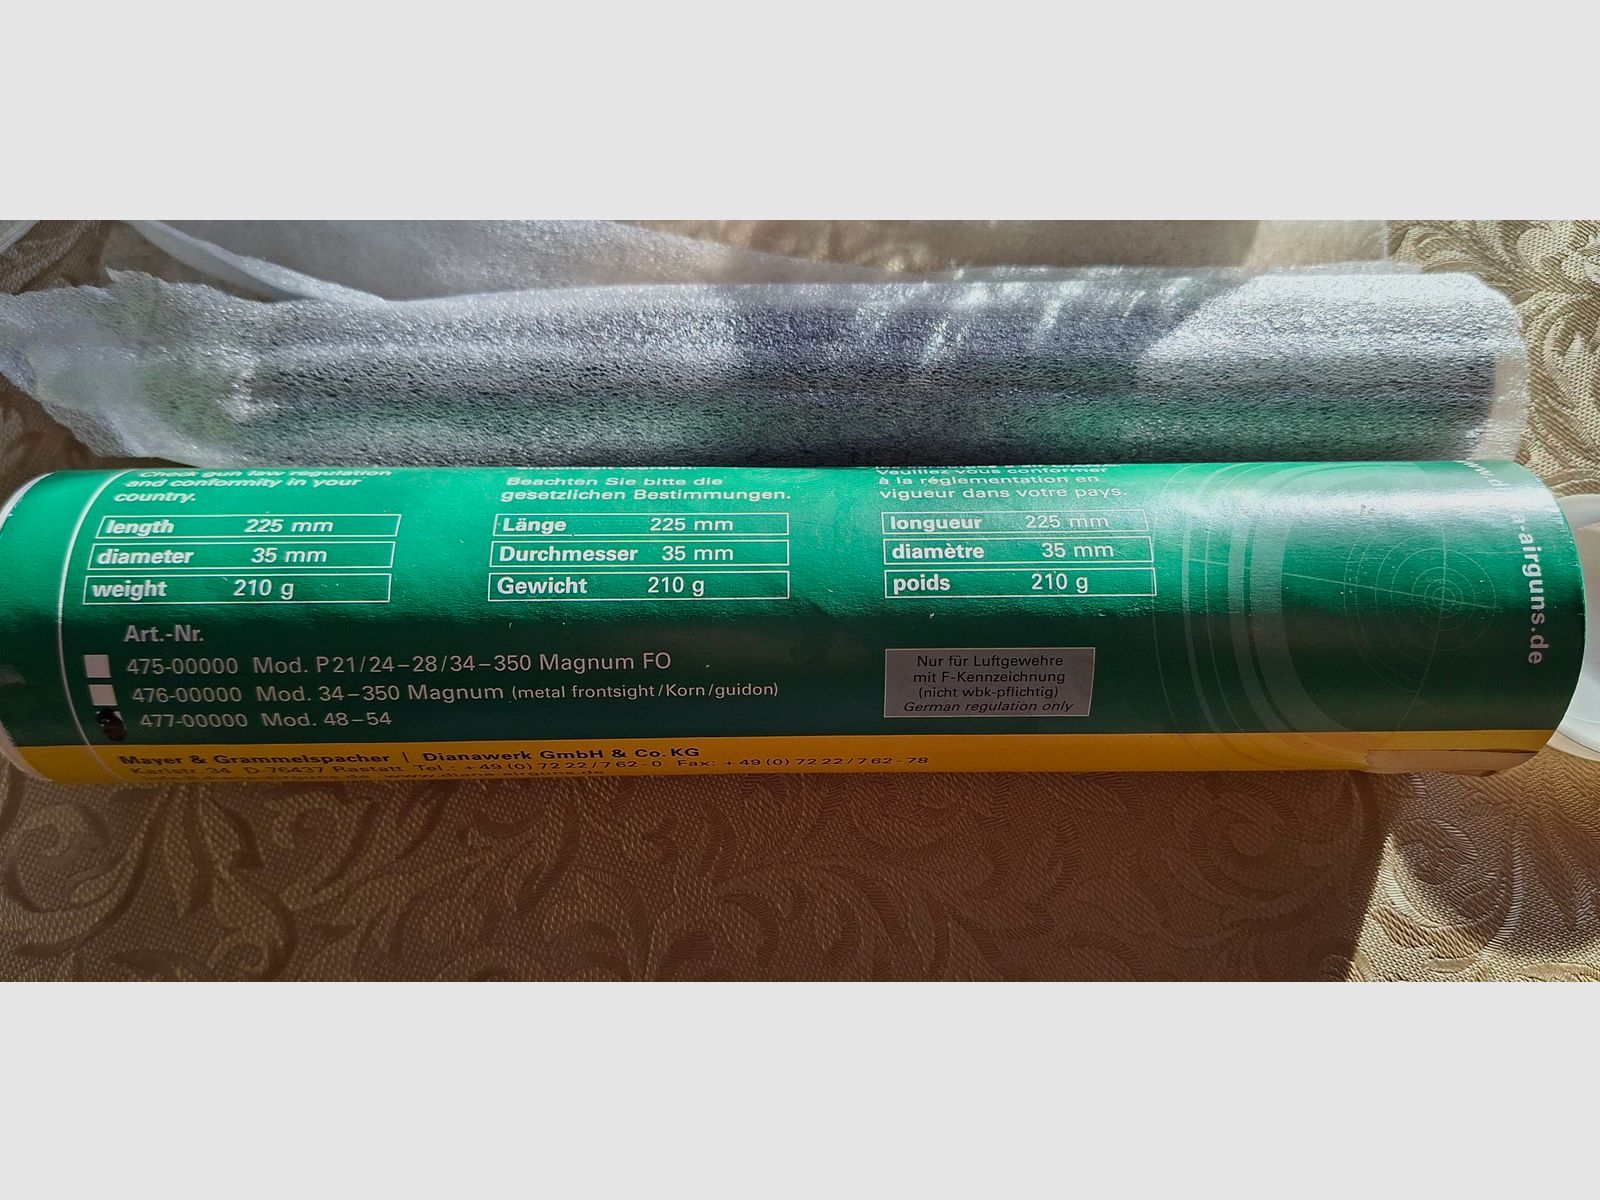 Check gun law regulation
and conformity in your
country.
length 225 mm
diameter 35 mm
weight 210 g
Beachten Sie bitte die
gesetzlichen Bestimmungen.
Länge 225 mm
Durchmesser 35 mm
Gewicht 210 g
Veuillez vous conformer
à la réglementation en
vigueur dans votre pays.
longueur 225 mm
diamètre 35 mm
poids 210 g
Art.-Nr.
475-00000 Mod. P21/24–28/34–350 Magnum FO
476-00000 Mod. 34–350 Magnum (metal frontsight/Korn/guidon)
477-00000 Mod. 48–54
Nur für Luftgewehre
mit F-Kennzeichnung
(nicht wbk-pflichtig)
German regulation only
Mayer & Grammelspacher | Dianawerk GmbH & Co. KG
Karlstr. 34 D-76437 Rastatt Tel.: +49 (0) 72 22 / 7 62 - 0 Fax: +49 (0) 72 22 / 7 62 - 78
www.diana-airguns.de
-airguns.de